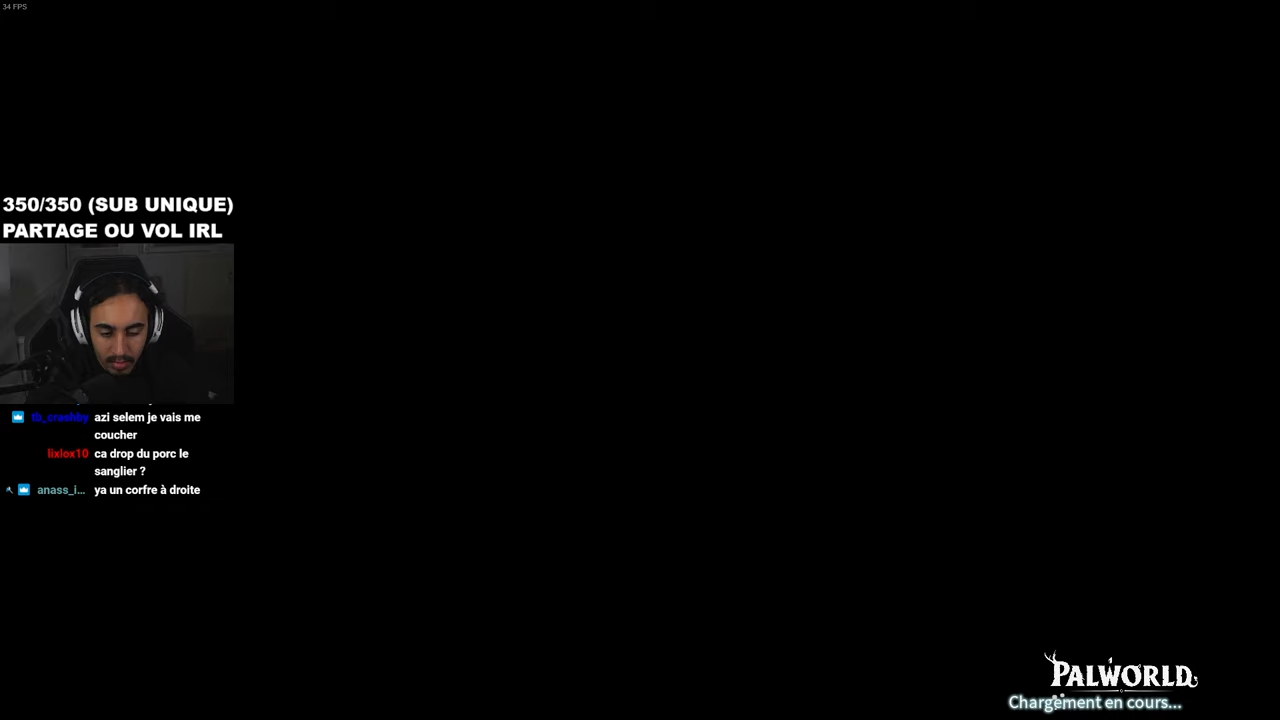 34 FPS
350/350 (SUB UNIQUE)
PARTAGE OU VOL IRL
tb_crashby azi selem je vais me
coucher
lixlox10 ca drop du porc le
sanglier ?
anass_i... ya un corfre à droite
PALWORLD
Chargement en cours...